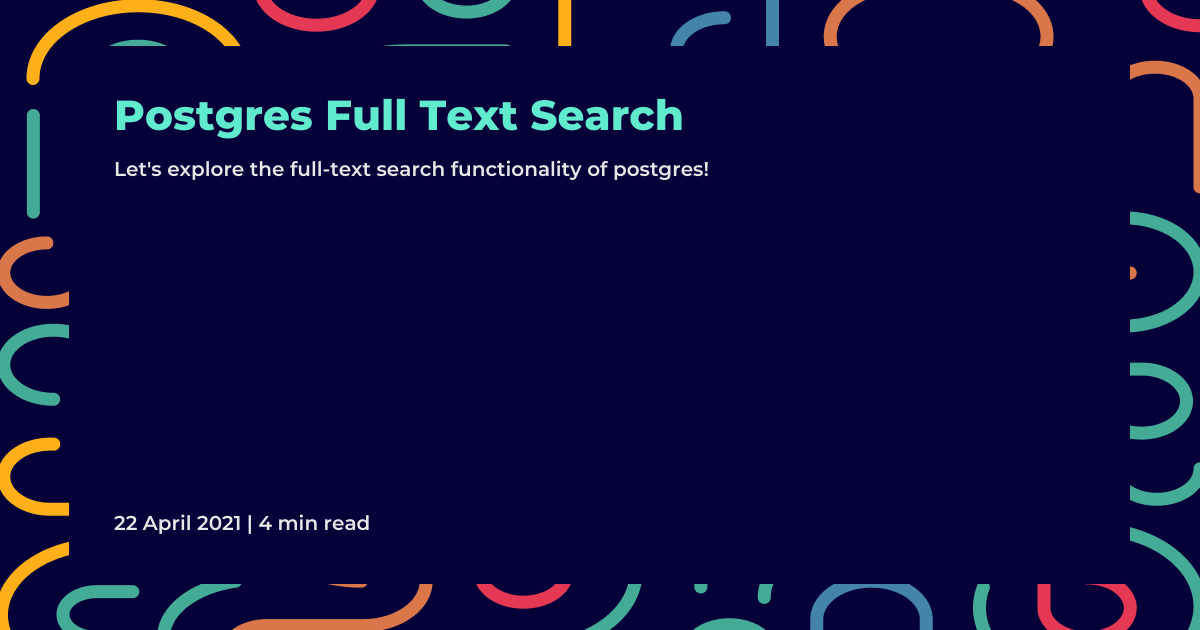 Postgres Full Text Search
Let's explore the full-text search functionality of postgres!
22 April 2021 | 4 min read